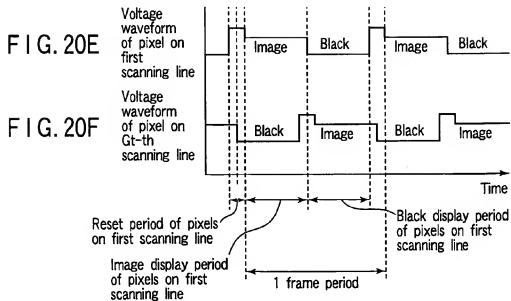 FIG. 20E
Voltage
waveform
of pixel on
first
scanning line
Image
Black
Image
Black
FIG. 20F
Voltage
waveform
of pixel on
Gt-th
scanning line
Black
Image
Black
Image
Time
Reset period of pixels
on first scanning line
Black display period
of pixels on first
scanning line
Image display period
of pixels on first
scanning line
1 frame period